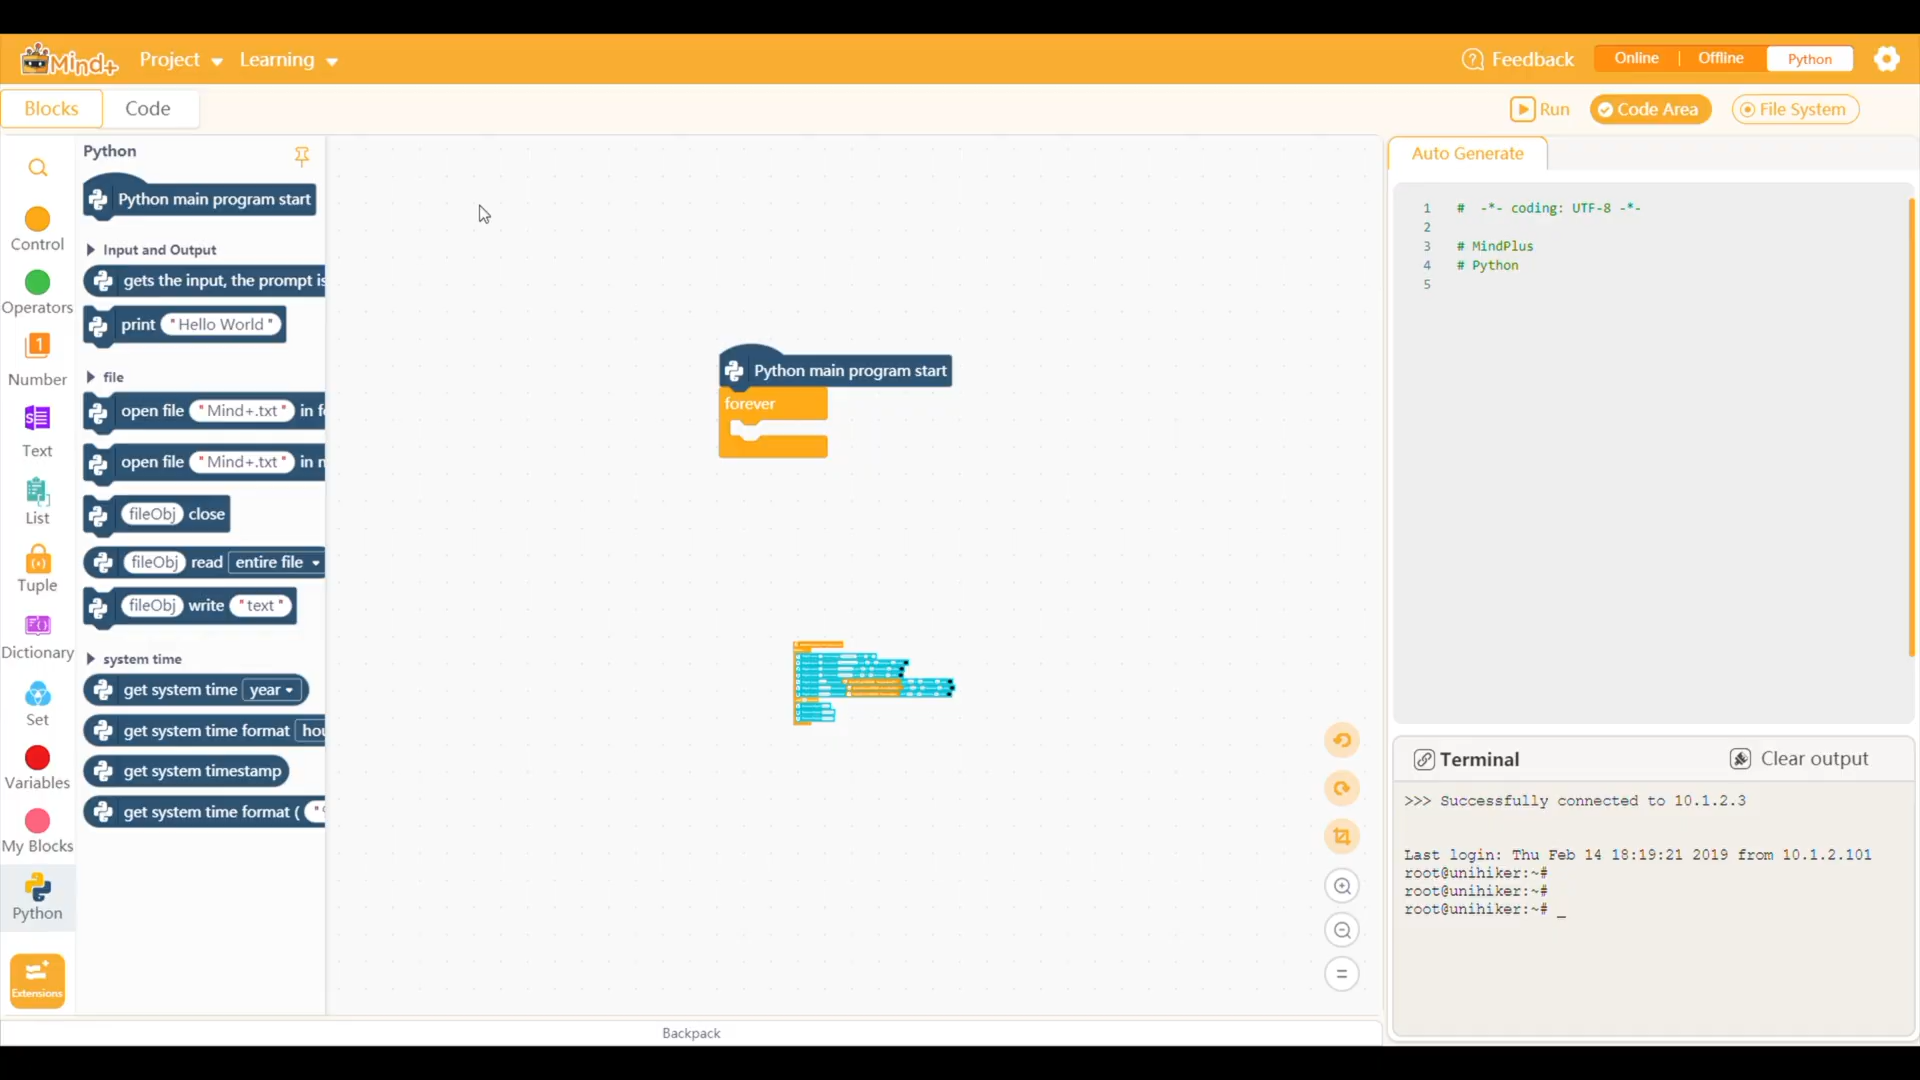 Mind+ Project Learning Feedback Online | Offline Python
Blocks Code Run Code Area File System
Control
Operators
Number
Text
List
Tuple
Dictionary
Set
Variables
My Blocks
Python
Extensions
Python
Python main program start
Input and Output
gets the input, the prompt is
print "Hello World"
file
open file "Mind+.txt" in f
open file "Mind+.txt" in
fileObj close
fileObj read entire file
fileObj write "text"
system time
get system time year
get system time format hou
get system timestamp
get system time format ( "
Python main program start
forever
Backpack
Auto Generate
1 # -*- coding: UTF-8 -*-
2
3 # MindPlus
4 # Python
5
Terminal Clear output
>>> Successfully connected to 10.1.2.3
Last login: Thu Feb 14 18:19:21 2019 from 10.1.2.101
root@unihiker:~#
root@unihiker:~#
root@unihiker:~# _